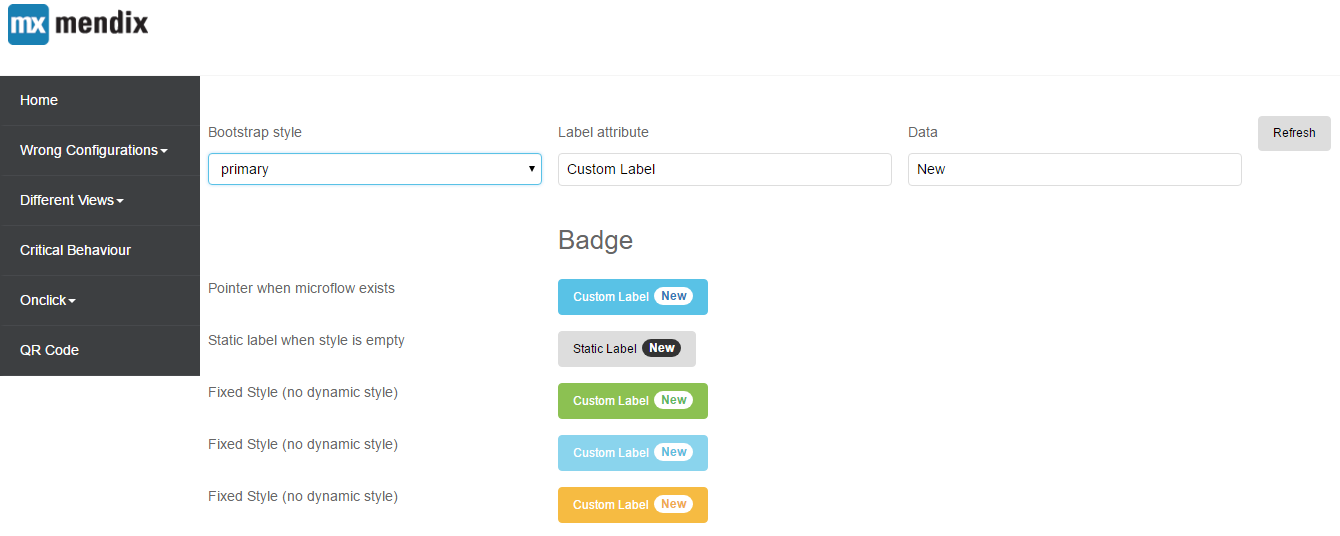 mx mendix
Home
Wrong Configurations
Different Views
Critical Behaviour
Onclick
QR Code
Bootstrap style Label attribute Data Refresh
primary Custom Label New
Badge
Pointer when microflow exists Custom Label New
Static label when style is empty Static Label New
Fixed Style (no dynamic style) Custom Label New
Fixed Style (no dynamic style) Custom Label New
Fixed Style (no dynamic style) Custom Label New